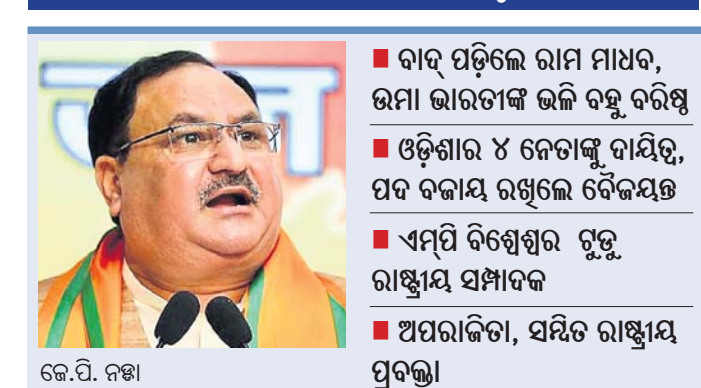 ବାଦ୍ ପଡ଼ିଲେ ରାମ ମାଧବ,
ଉମା ଭାରତୀଙ୍କ ଭଳି ବହୁ ବରିଷ୍ଠ
ଓଡ଼ିଶାର ୪ ନେତାଙ୍କୁ ଦାୟିତ୍ୱ,
ପଦ ବଜାୟ ରଖିଲେ ବୈଜୟନ୍ତ
ଏମ୍‌ପି ବିଶ୍ୱେଶ୍ୱର ଟୁଡୁ
ରାଷ୍ଟ୍ରୀୟ ସମ୍ପାଦକ
ଅପରାଜିତା, ସମ୍ବିତ ରାଷ୍ଟ୍ରୀୟ
ପ୍ରବକ୍ତା
ଜେ.ପି. ନଡ୍ଡା